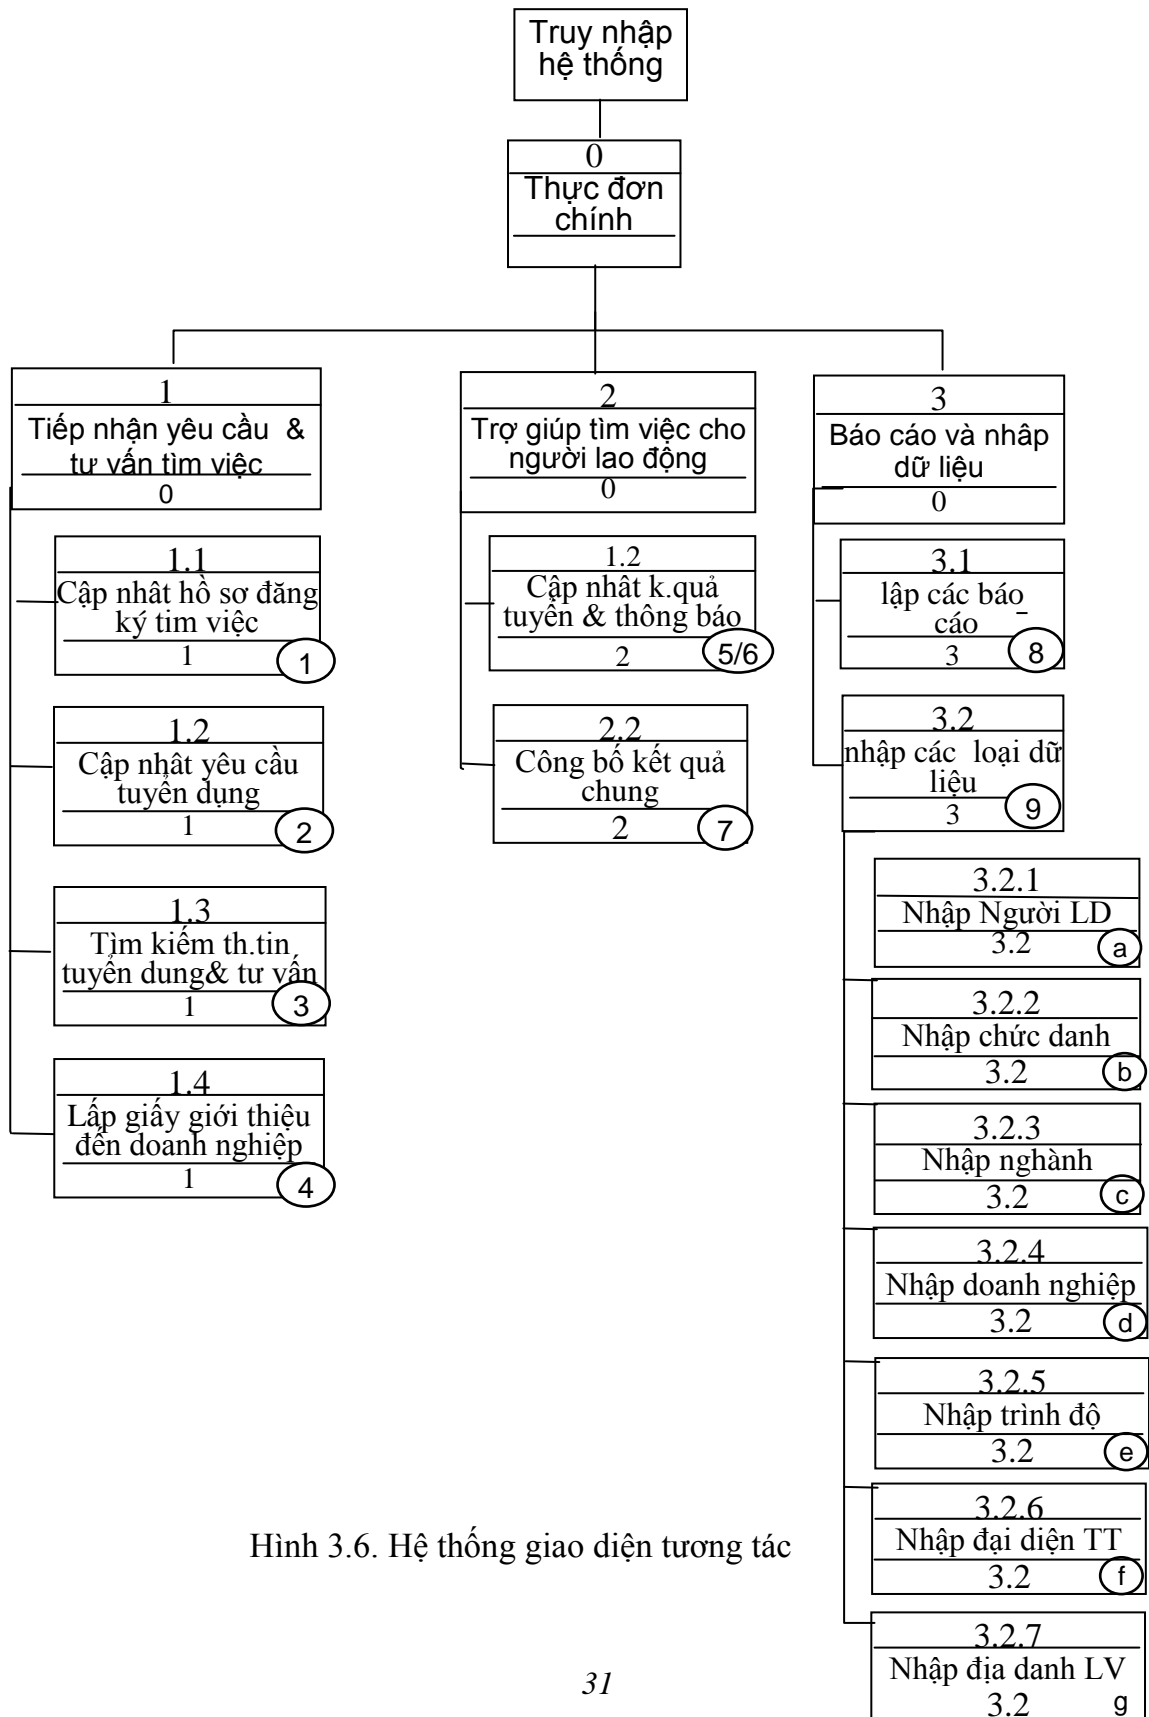 Truy nhập
hệ thống
0
Thực đơn
chính
1
Tiếp nhận yêu cầu &
tư vấn tìm việc
0
1.1
Cập nhât hồ sơ đăng
ký tim việc
1
1
1.2
Cập nhât yêu cầu
tuyển dụng
1
2
1.3
Tìm kiếm th.tin
tuyển dung& tư vấn
1
3
1.4
Lấp giấy giới thiệu
đến doanh nghiệp
1
4
2
Trợ giúp tìm việc cho
người lao động
0
1.2
Cập nhât k.quả
tuyển & thông báo
2
5/6
2.2
Công bố kết quả
chung
2
7
3
Báo cáo và nhâp
dữ liệu
0
3.1
lập các báo
cáo
3
8
3.2
nhập các loại dữ
liệu
3
9
3.2.1
Nhập Người LD
3.2
a
3.2.2
Nhập chức danh
3.2
b
3.2.3
Nhập nghành
3.2
c
3.2.4
Nhập doanh nghiệp
3.2
d
3.2.5
Nhập trình độ
3.2
e
3.2.6
Nhập đại diện TT
3.2
f
3.2.7
Nhập địa danh LV
3.2
g
Hình 3.6. Hệ thống giao diện tương tác
31